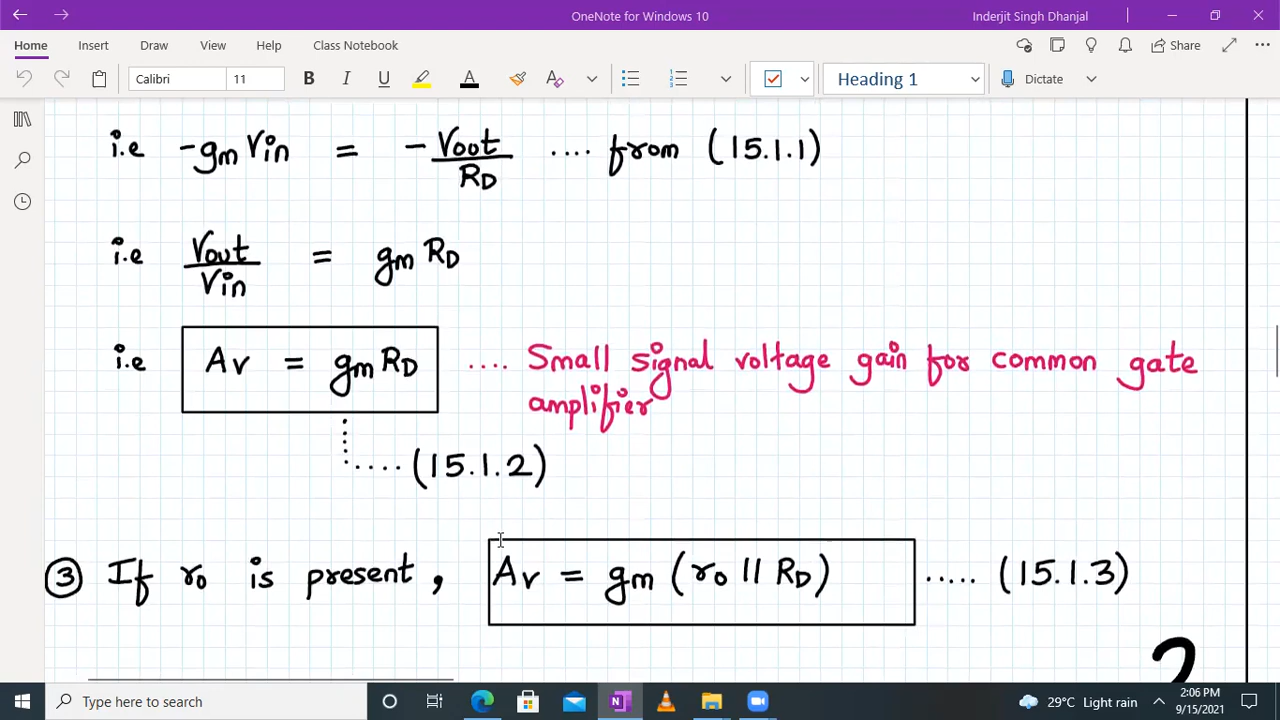 OneNote for Windows 10
Inderjit Singh Dhanjal
Home Insert Draw View Help Class Notebook
Share
Calibri 11 B I U A Heading 1 Dictate
i.e -gm Vin = - Vout / RD .... from (15.1.1)
i.e Vout / Vin = gm RD
i.e Av = gm RD .... Small signal voltage gain for common gate
amplifier
..... (15.1.2)
③ If ro is present, Av = gm (ro || RD) ..... (15.1.3)
2
Type here to search
29°C Light rain
2:06 PM
9/15/2021